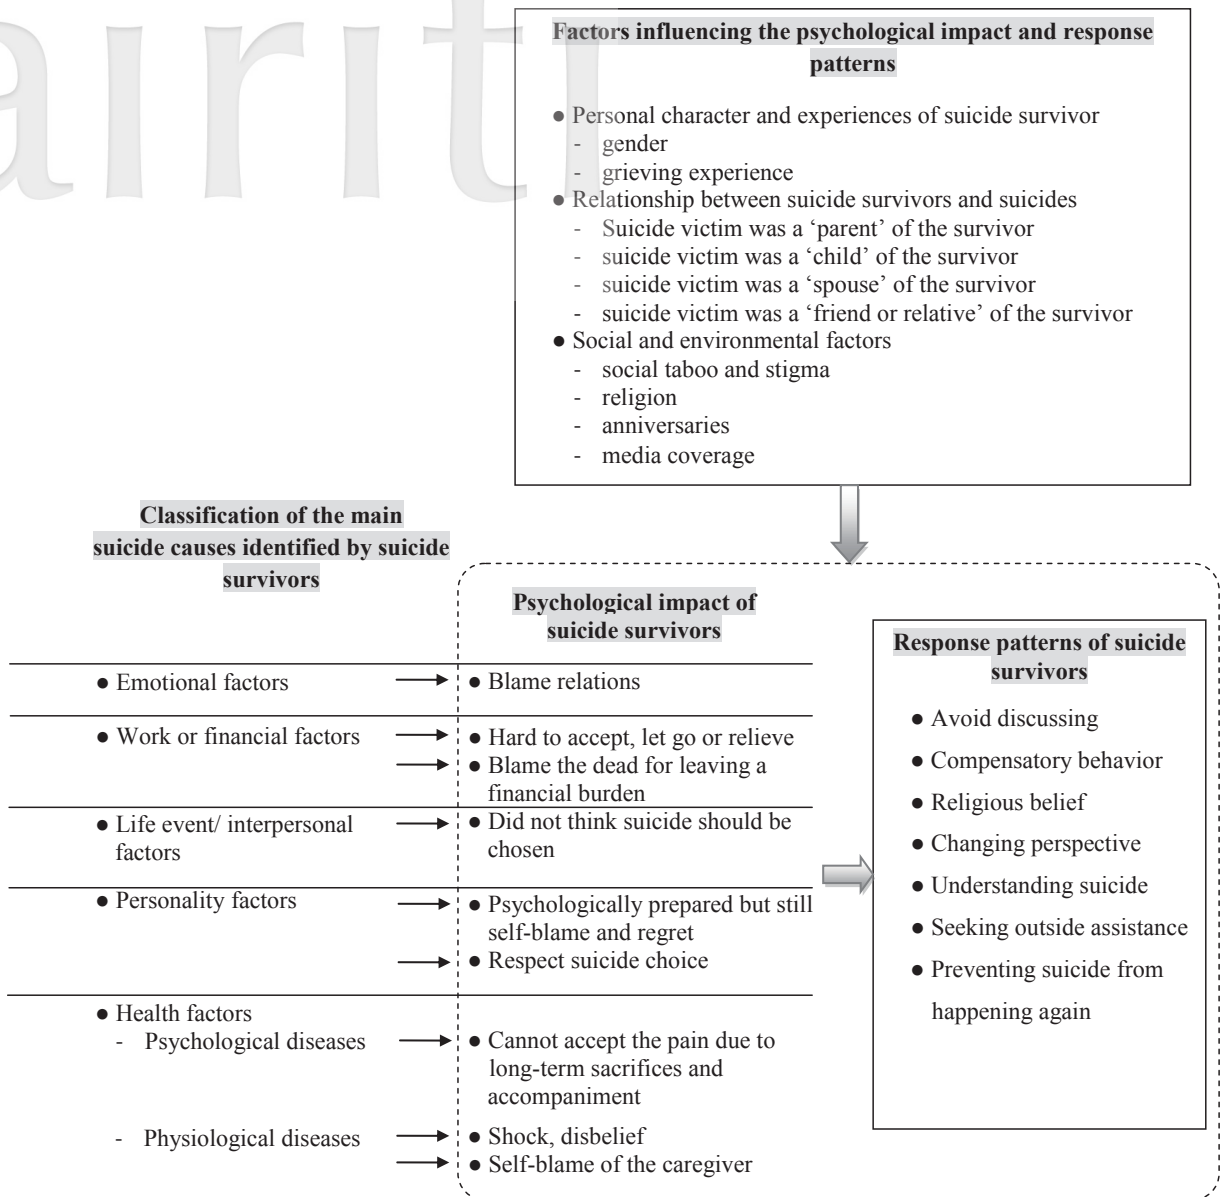 airiti
Factors influencing the psychological impact and response
patterns
● Personal character and experiences of suicide survivor
- gender
- grieving experience
● Relationship between suicide survivors and suicides
- Suicide victim was a ‘parent’ of the survivor
- suicide victim was a ‘child’ of the survivor
- suicide victim was a ‘spouse’ of the survivor
- suicide victim was a ‘friend or relative’ of the survivor
● Social and environmental factors
- social taboo and stigma
- religion
- anniversaries
- media coverage
Classification of the main
suicide causes identified by suicide
survivors
Psychological impact of
suicide survivors
● Emotional factors
● Blame relations
● Work or financial factors
● Hard to accept, let go or relieve
● Blame the dead for leaving a
financial burden
● Life event/ interpersonal
factors
● Did not think suicide should be
chosen
● Personality factors
● Psychologically prepared but still
self-blame and regret
● Respect suicide choice
● Health factors
- Psychological diseases
● Cannot accept the pain due to
long-term sacrifices and
accompaniment
- Physiological diseases
● Shock, disbelief
● Self-blame of the caregiver
Response patterns of suicide
survivors
● Avoid discussing
● Compensatory behavior
● Religious belief
● Changing perspective
● Understanding suicide
● Seeking outside assistance
● Preventing suicide from
happening again